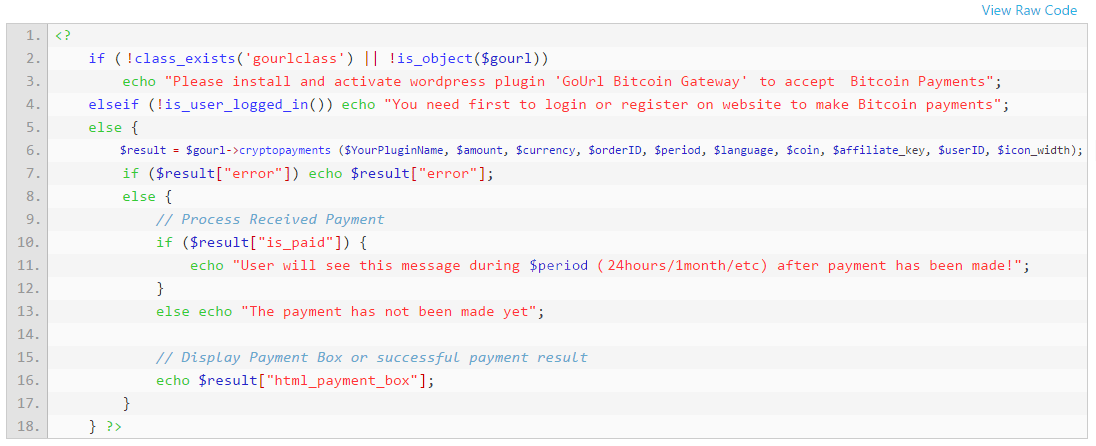 View Raw Code
1. <?
2. if (!class_exists('gourlclass') || !is_object($gourl))
3. echo "Please install and activate wordpress plugin 'GoUrl Bitcoin Gateway' to accept  Bitcoin Payments";
4. elseif (!is_user_logged_in()) echo "You need first to login or register on website to make Bitcoin payments";
5. else {
6. $result = $gourl->cryptopayments ($YourPluginName, $amount, $currency, $orderID, $period, $language, $coin, $affiliate_key, $userID, $icon_width);
7. if ($result["error"]) echo $result["error"];
8. else {
9. // Process Received Payment
10. if ($result["is_paid"]) {
11. echo "User will see this message during $period (24hours/1month/etc) after payment has been made!";
12. }
13. else echo "The payment has not been made yet";
14.
15. // Display Payment Box or successful payment result
16. echo $result["html_payment_box"];
17. }
18. } ?>